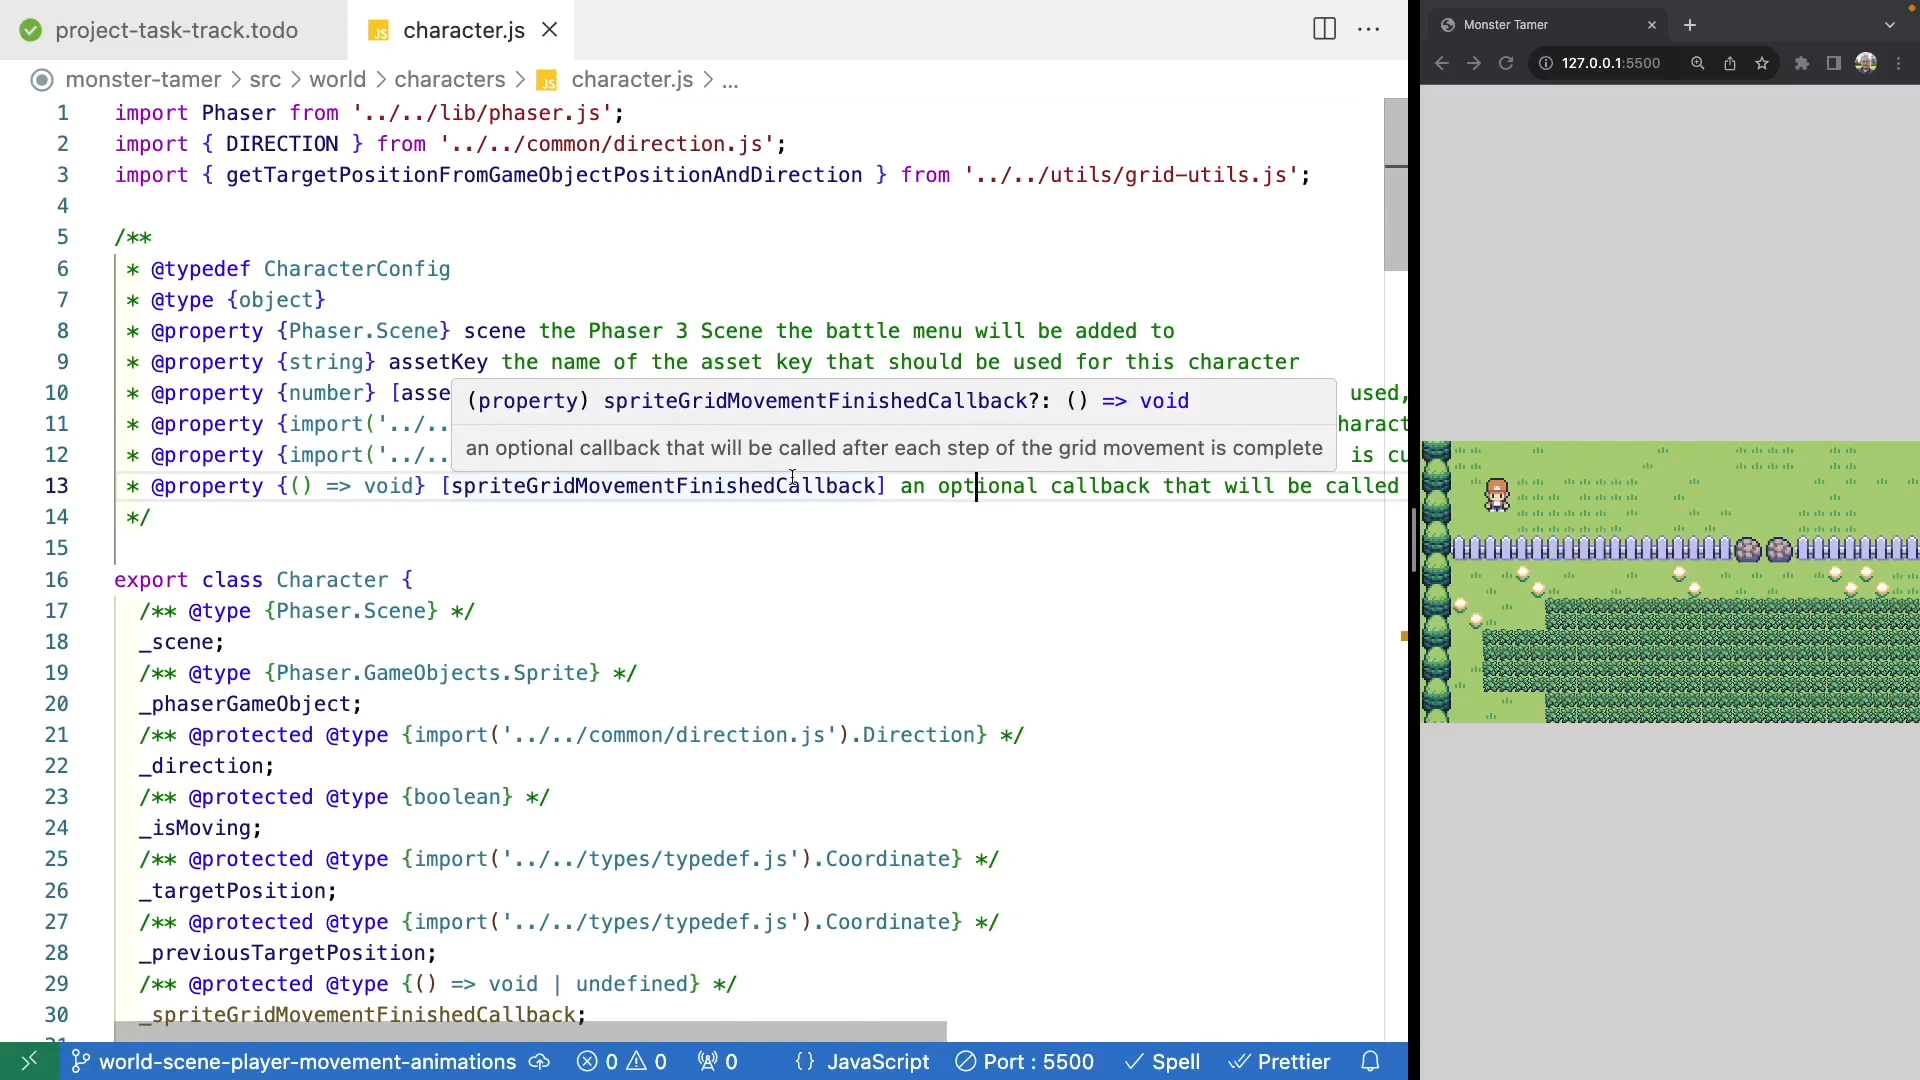 project-task-track.todo
JS character.js
monster-tamer > src > world > characters > JS character.js > ...
1 import Phaser from '../../lib/phaser.js';
2 import { DIRECTION } from '../../common/direction.js';
3 import { getTargetPositionFromGameObjectPositionAndDirection } from '../../utils/grid-utils.js';
4
5 /**
6 * @typedef CharacterConfig
7 * @type {object}
8 * @property {Phaser.Scene} scene the Phaser 3 Scene the battle menu will be added to
9 * @property {string} assetKey the name of the asset key that should be used for this character
10 * @property {number} [asse used,
(property) spriteGridMovementFinishedCallback?: () => void
11 * @property {import('../.. haract
an optional callback that will be called after each step of the grid movement is complete
12 * @property {import('../.. is cu
13 * @property {() => void} [spriteGridMovementFinishedCallback] an optional callback that will be called
14 */
15
16 export class Character {
17 /** @type {Phaser.Scene} */
18 _scene;
19 /** @type {Phaser.GameObjects.Sprite} */
20 _phaserGameObject;
21 /** @protected @type {import('../../common/direction.js').Direction} */
22 _direction;
23 /** @protected @type {boolean} */
24 _isMoving;
25 /** @protected @type {import('../../types/typedef.js').Coordinate} */
26 _targetPosition;
27 /** @protected @type {import('../../types/typedef.js').Coordinate} */
28 _previousTargetPosition;
29 /** @protected @type {() => void | undefined} */
30 _spriteGridMovementFinishedCallback;
world-scene-player-movement-animations 0 0 0 {} JavaScript Port : 5500 Spell Prettier
Monster Tamer
127.0.0.1:5500